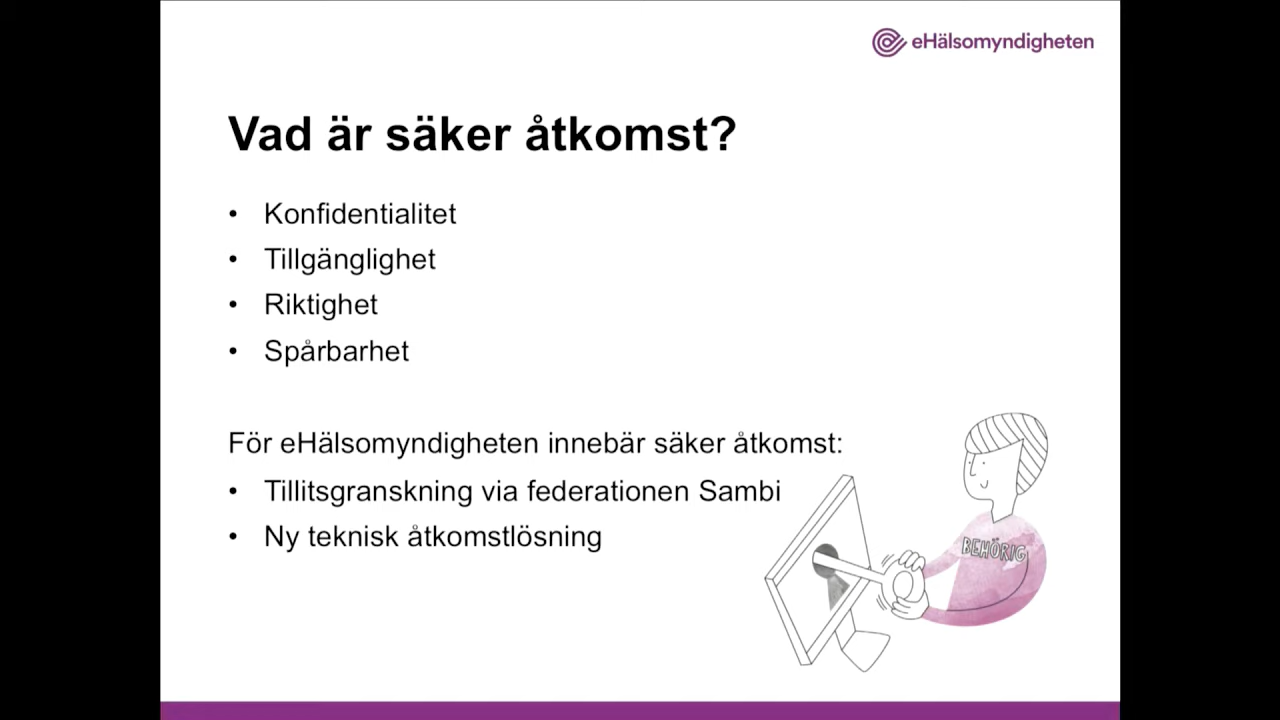 eHälsomyndigheten
Vad är säker åtkomst?
• Konfidentialitet
• Tillgänglighet
• Riktighet
• Spårbarhet
För eHälsomyndigheten innebär säker åtkomst:
• Tillitsgranskning via federationen Sambi
• Ny teknisk åtkomstlösning
BEHÖRIG